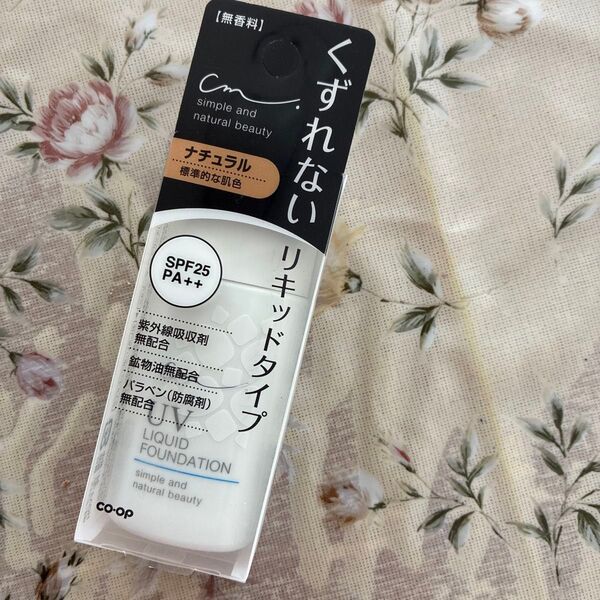 【無香料】
cm.
simple and
natural beauty
くずれない
リキッドタイプ
ナチュラル
標準的な肌色
SPF25
PA++
紫外線吸収剤
無配合
鉱物油無配合
パラベン(防腐剤)
無配合
UV
LIQUID
FOUNDATION
simple and
natural beauty
co·op